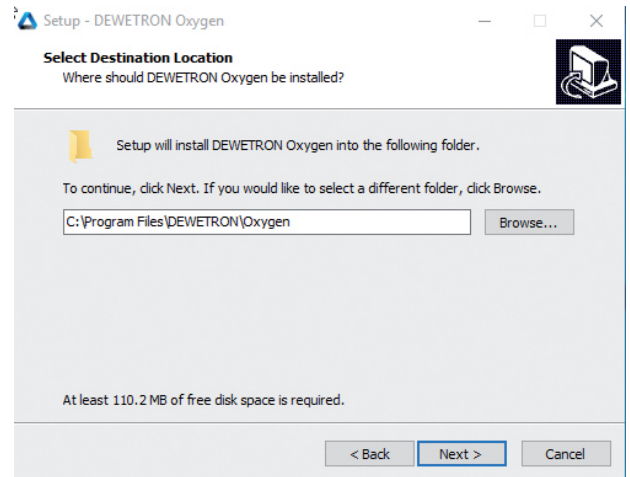 Setup - DEWETRON Oxygen
Select Destination Location
Where should DEWETRON Oxygen be installed?
Setup will install DEWETRON Oxygen into the following folder.
To continue, click Next. If you would like to select a different folder, click Browse.
C:\Program Files\DEWETRON\Oxygen
Browse...
At least 110.2 MB of free disk space is required.
< Back Next > Cancel